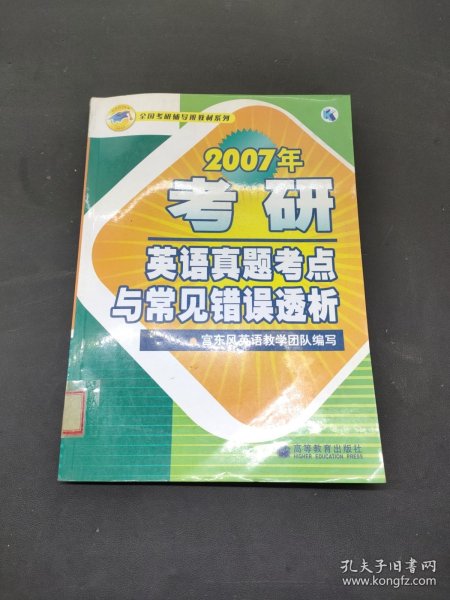 全国考研辅导班教材系列
2007年
考研
英语真题考点
与常见错误透析
宫东风英语教学团队编写
高等教育出版社
HIGHER EDUCATION PRESS
孔夫子旧书网
www.kongfz.com